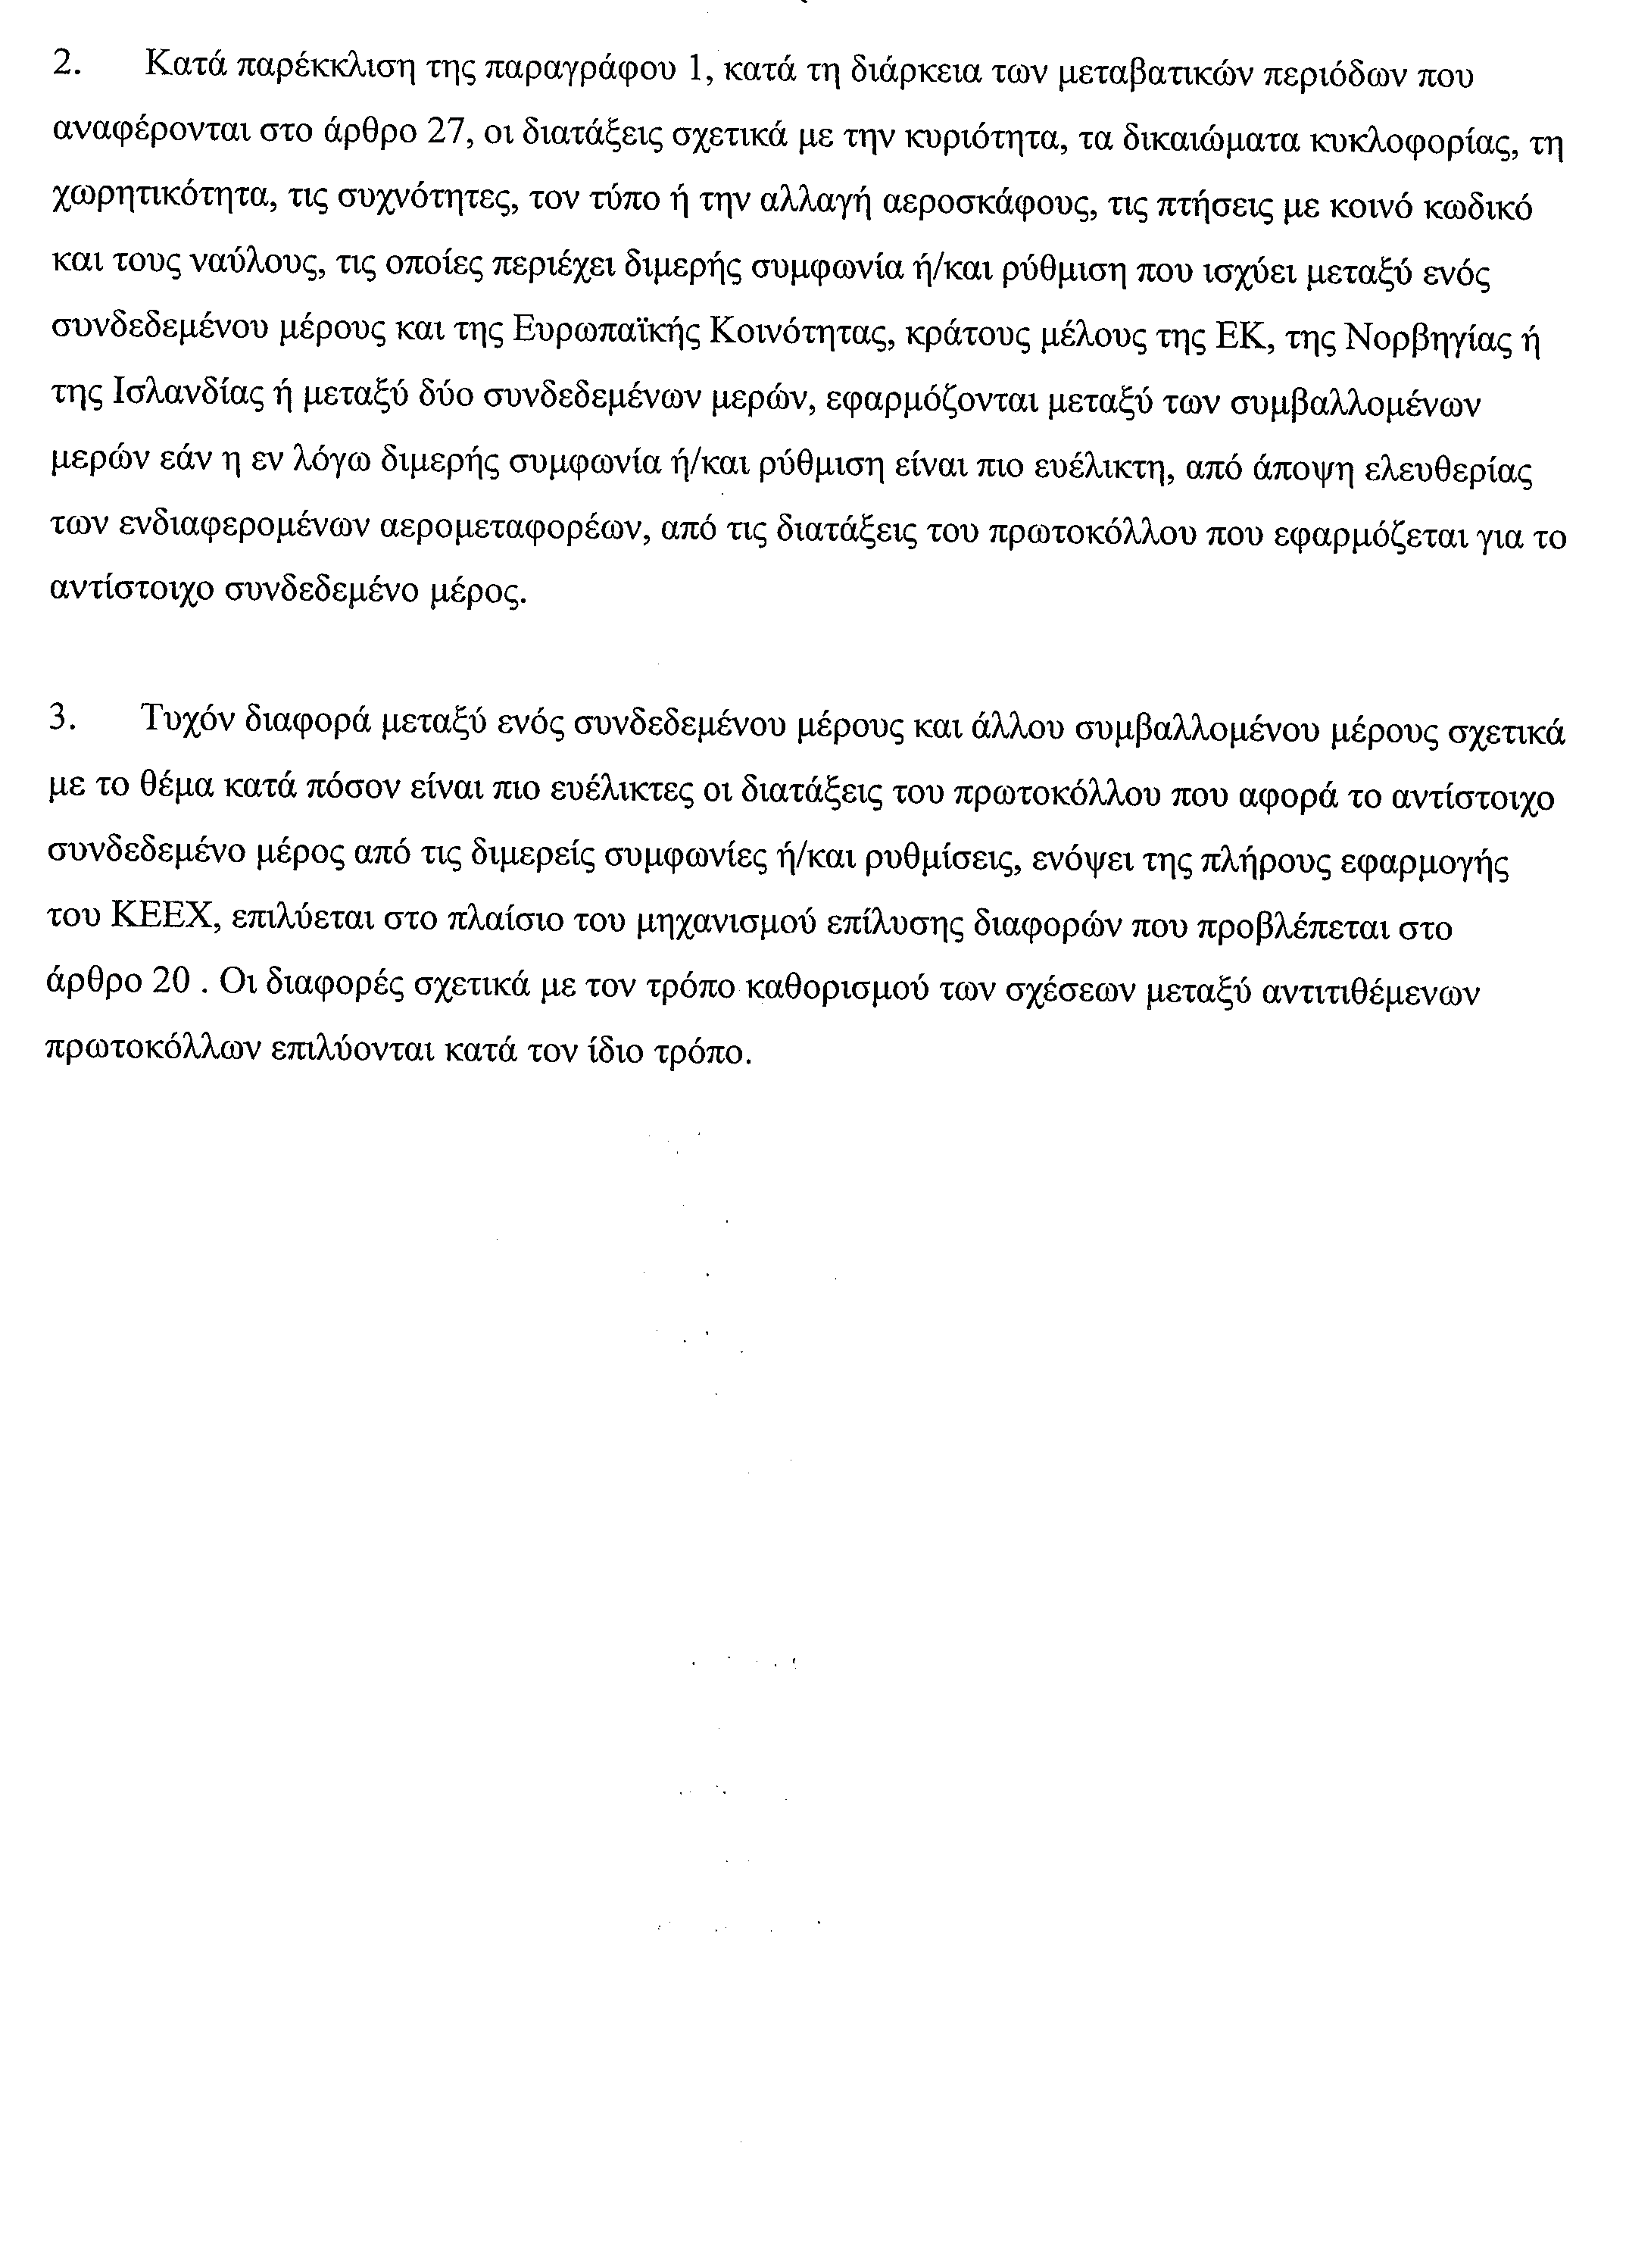 2. Κατά παρέκκλιση της παραγράφου 1, κατά τη διάρκεια των μεταβατικών περιόδων που
αναφέρονται στο άρθρο 27, οι διατάξεις σχετικά με την κυριότητα, τα δικαιώματα κυκλοφορίας, τη
χωρητικότητα, τις συχνότητες, τον τύπο ή την αλλαγή αεροσκάφους, τις πτήσεις με κοινό κωδικό
και τους ναύλους, τις οποίες περιέχει διμερής συμφωνία ή/και ρύθμιση που ισχύει μεταξύ ενός
συνδεδεμένου μέρους και της Ευρωπαϊκής Κοινότητας, κράτους μέλους της ΕΚ, της Νορβηγίας ή
της Ισλανδίας ή μεταξύ δύο συνδεδεμένων μερών, εφαρμόζονται μεταξύ των συμβαλλομένων
μερών εάν η εν λόγω διμερής συμφωνία ή/και ρύθμιση είναι πιο ευέλικτη, από άποψη ελευθερίας
των ενδιαφερομένων αερομεταφορέων, από τις διατάξεις του πρωτοκόλλου που εφαρμόζεται για το
αντίστοιχο συνδεδεμένο μέρος.
3. Τυχόν διαφορά μεταξύ ενός συνδεδεμένου μέρους και άλλου συμβαλλομένου μέρους σχετικά
με το θέμα κατά πόσον είναι πιο ευέλικτες οι διατάξεις του πρωτοκόλλου που αφορά το αντίστοιχο
συνδεδεμένο μέρος από τις διμερείς συμφωνίες ή/και ρυθμίσεις, ενόψει της πλήρους εφαρμογής
του ΚΕΕΧ, επιλύεται στο πλαίσιο του μηχανισμού επίλυσης διαφορών που προβλέπεται στο
άρθρο 20 . Οι διαφορές σχετικά με τον τρόπο καθορισμού των σχέσεων μεταξύ αντιτιθέμενων
πρωτοκόλλων επιλύονται κατά τον ίδιο τρόπο.